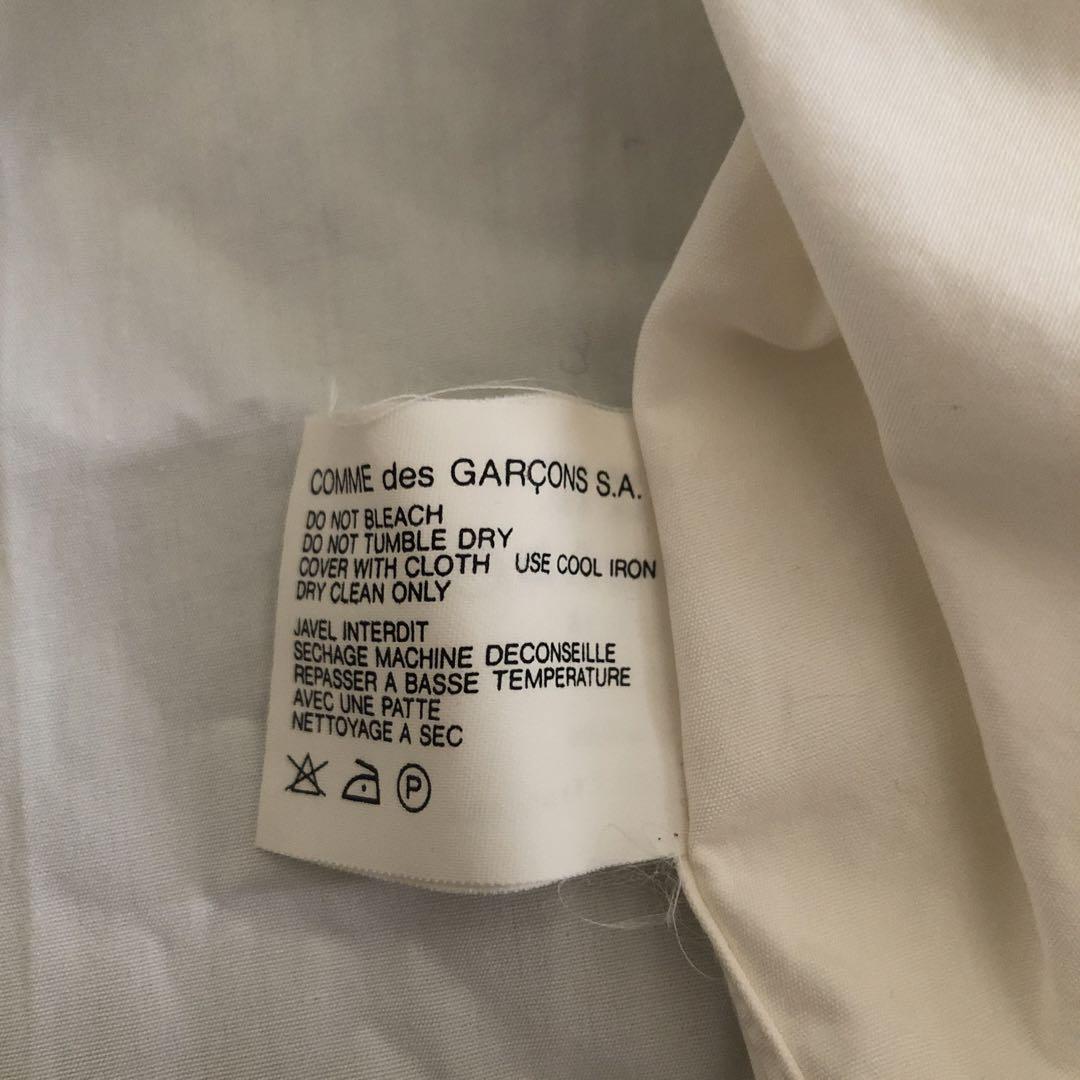 COMME des GARÇONS S.A.
DO NOT BLEACH
DO NOT TUMBLE DRY
COVER WITH CLOTH USE COOL IRON
DRY CLEAN ONLY
JAVEL INTERDIT
SECHAGE MACHINE DECONSEILLE
REPASSER A BASSE TEMPERATURE
AVEC UNE PATTE
NETTOYAGE A SEC
P